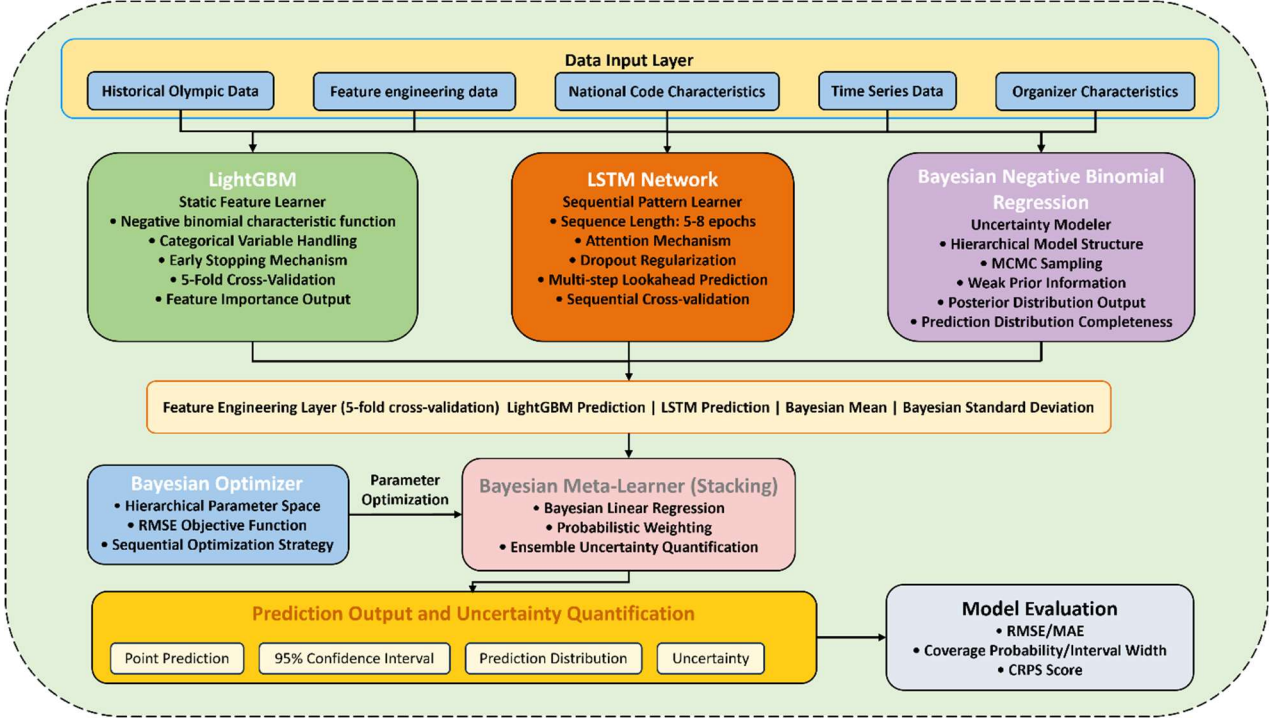 Data Input Layer
Historical Olympic Data
Feature engineering data
National Code Characteristics
Time Series Data
Organizer Characteristics
LightGBM
Static Feature Learner
• Negative binomial characteristic function
• Categorical Variable Handling
• Early Stopping Mechanism
• 5-Fold Cross-Validation
• Feature Importance Output
LSTM Network
Sequential Pattern Learner
• Sequence Length: 5-8 epochs
• Attention Mechanism
• Dropout Regularization
• Multi-step Lookahead Prediction
• Sequential Cross-validation
Bayesian Negative Binomial
Regression
Uncertainty Modeler
• Hierarchical Model Structure
• MCMC Sampling
• Weak Prior Information
• Posterior Distribution Output
• Prediction Distribution Completeness
Feature Engineering Layer (5-fold cross-validation) LightGBM Prediction | LSTM Prediction | Bayesian Mean | Bayesian Standard Deviation
Bayesian Optimizer
• Hierarchical Parameter Space
• RMSE Objective Function
• Sequential Optimization Strategy
Parameter
Optimization
Bayesian Meta-Learner (Stacking)
• Bayesian Linear Regression
• Probabilistic Weighting
• Ensemble Uncertainty Quantification
Prediction Output and Uncertainty Quantification
Point Prediction
95% Confidence Interval
Prediction Distribution
Uncertainty
Model Evaluation
• RMSE/MAE
• Coverage Probability/Interval Width
• CRPS Score